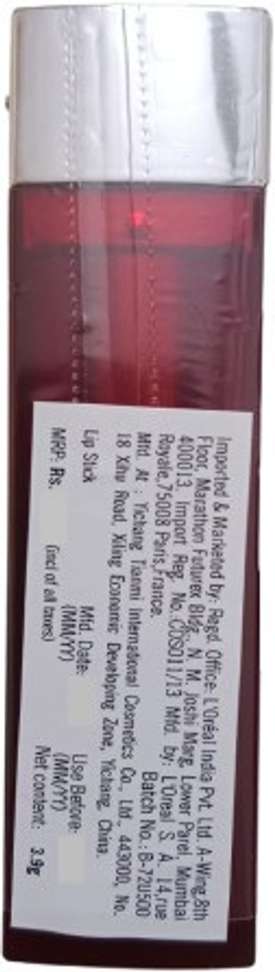 Imported & Marketed by: Regd. Office: L'Oréal India Pvt. Ltd. A-Wing,8th
Floor, Marathon Futurex Bldg., N. M. Joshi Marg, Lower Parel, Mumbai
400013. Import Reg. No.COS011/13 Mfd. by: L'Oreal S. A. 14,rue
Royale,75008 Paris,France. Batch No.: B-72U500
Mfd. At : Yichang Tianmi international Cosmetics Co., Ltd., 443000, No.
18 Xihu Road, Xiling Economic Developing Zone, Yichang, China.
Lip Stick Mfd. Date: Use Before:
(MM/YY) (MM/YY)
MRP: Rs. (incl of all taxes) Net content: 3.9g